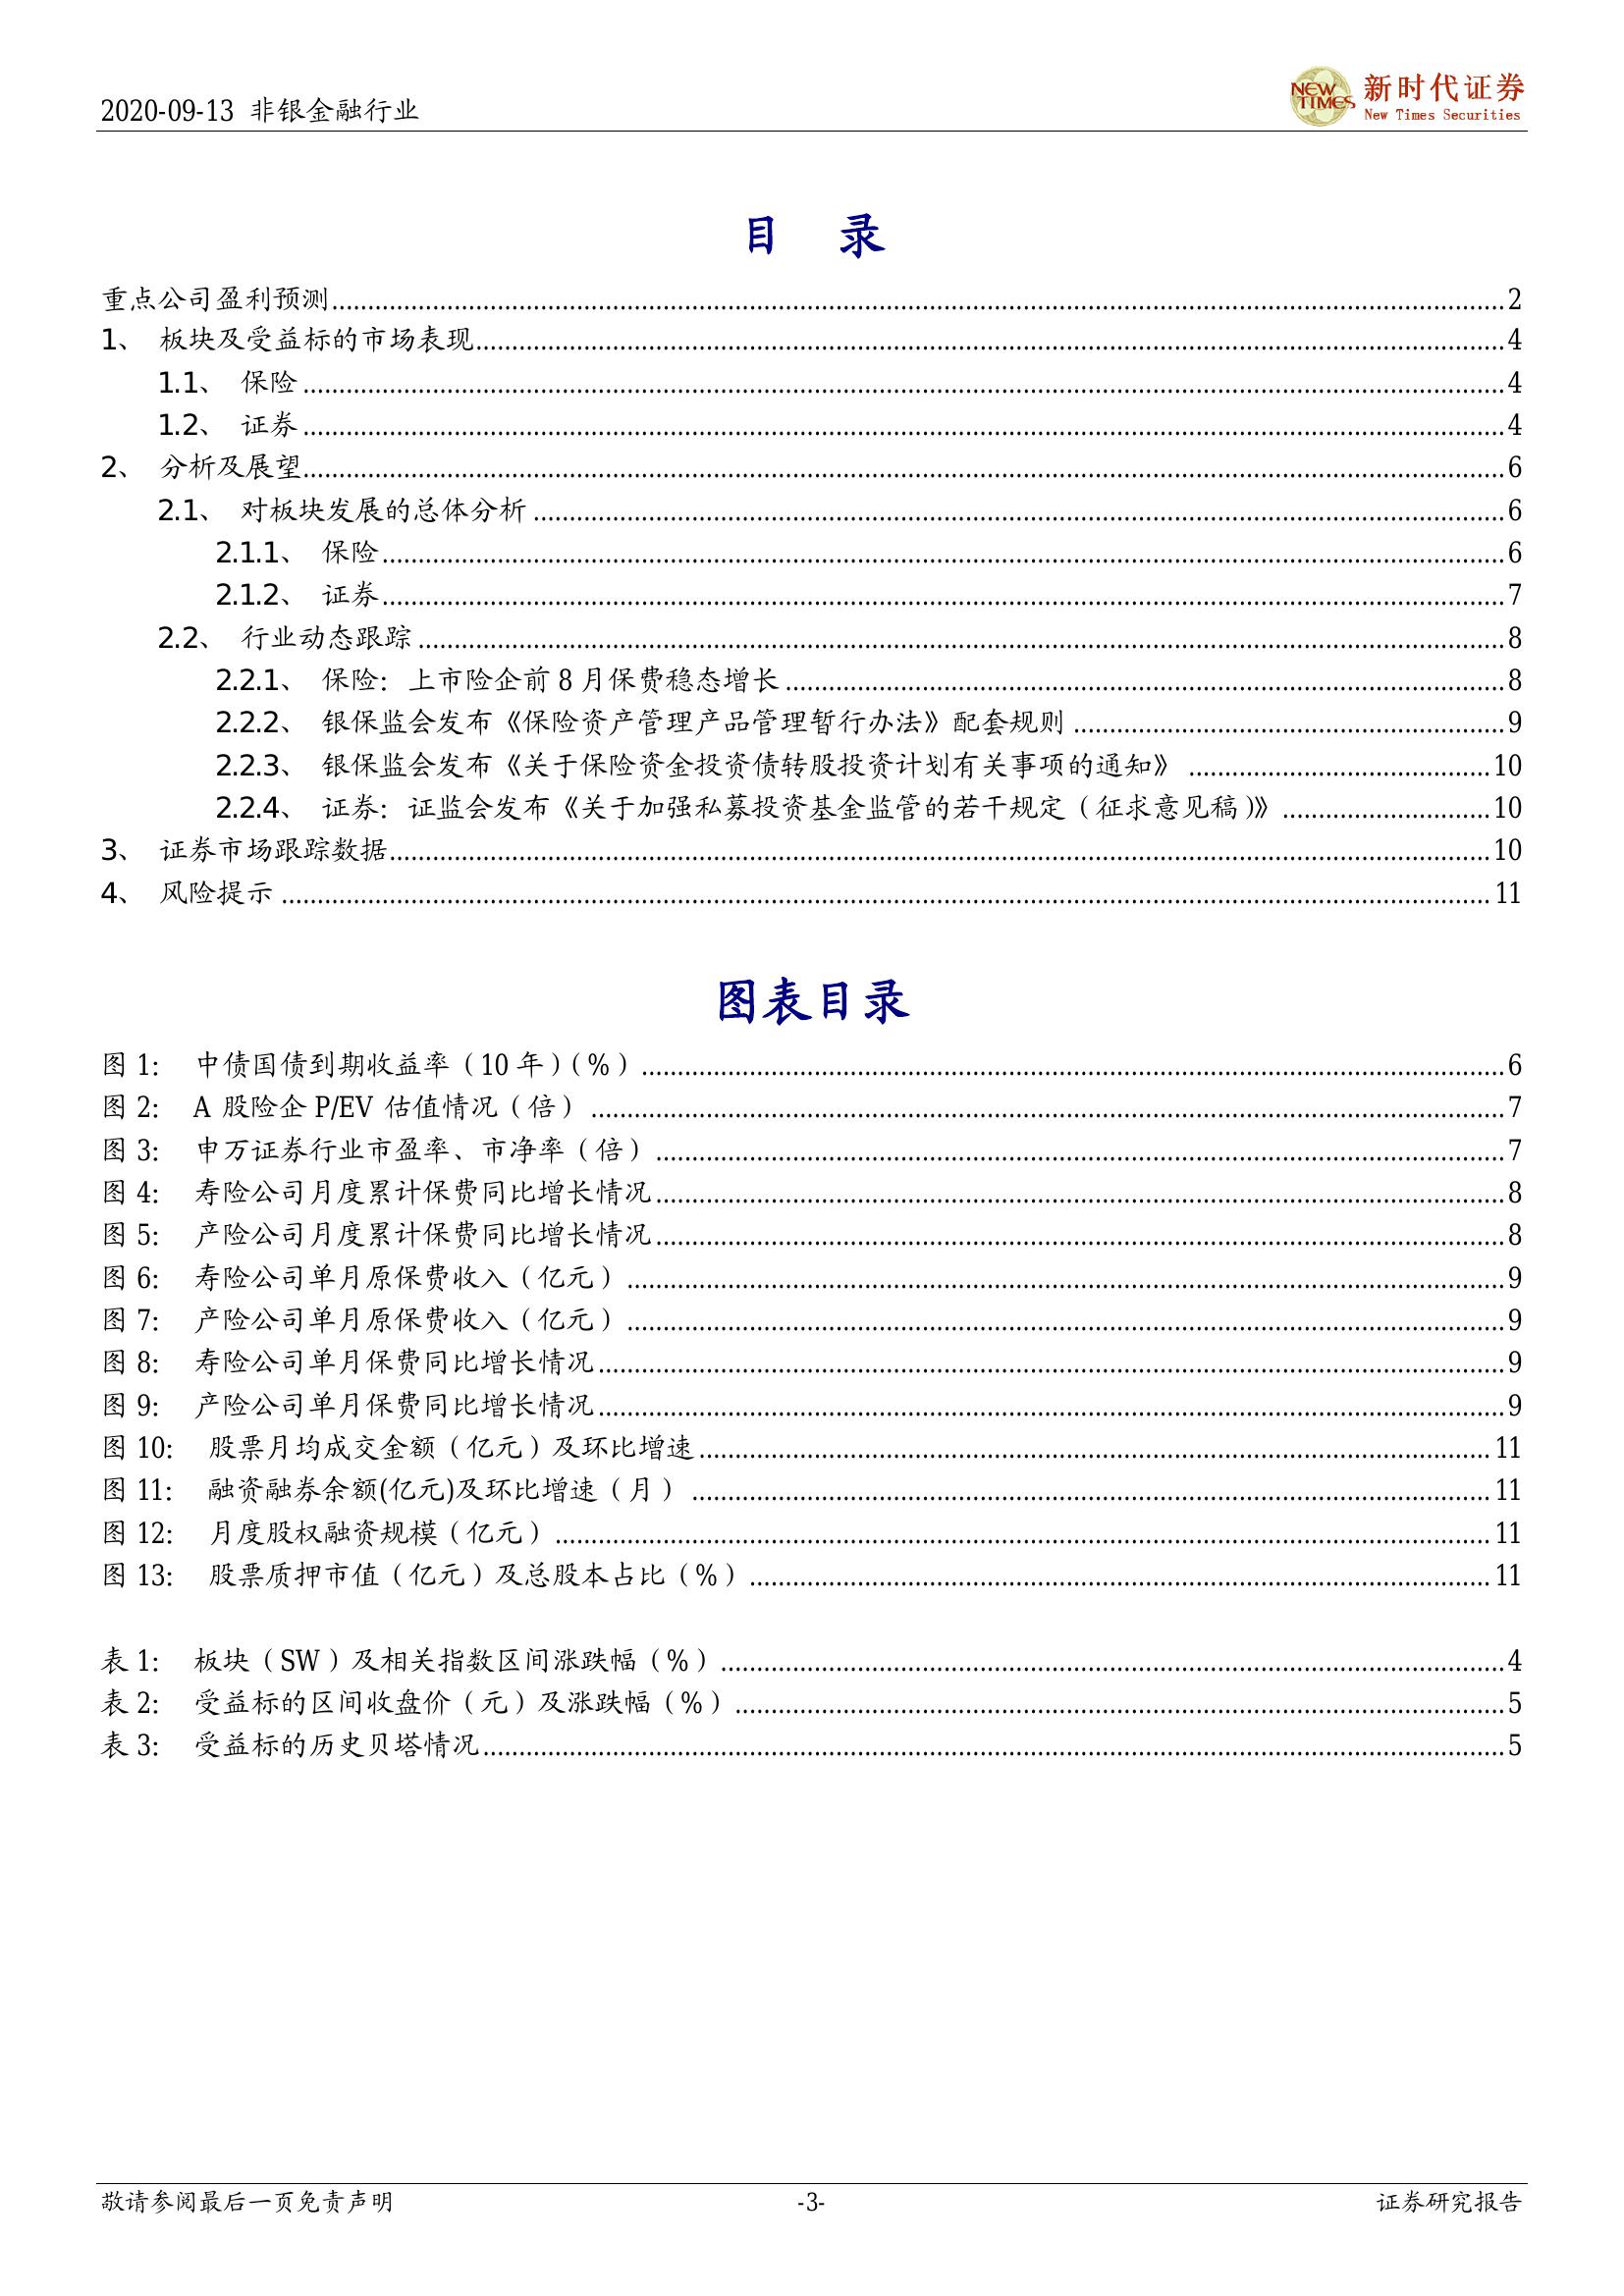 2020-09-13 非银金融行业
NEW TIMES 新时代证券
New Times Securities
目 录
重点公司盈利预测 2
1、 板块及受益标的市场表现 4
1.1、 保险 4
1.2、 证券 4
2、 分析及展望 6
2.1、 对板块发展的总体分析 6
2.1.1、 保险 6
2.1.2、 证券 7
2.2、 行业动态跟踪 8
2.2.1、 保险：上市险企前 8 月保费稳态增长 8
2.2.2、 银保监会发布《保险资产管理产品管理暂行办法》配套规则 9
2.2.3、 银保监会发布《关于保险资金投资债转股投资计划有关事项的通知》 10
2.2.4、 证券：证监会发布《关于加强私募投资基金监管的若干规定（征求意见稿）》 10
3、 证券市场跟踪数据 10
4、 风险提示 11
图表目录
图 1： 中债国债到期收益率（10 年）（%） 6
图 2： A 股险企 P/EV 估值情况（倍） 7
图 3： 申万证券行业市盈率、市净率（倍） 7
图 4： 寿险公司月度累计保费同比增长情况 8
图 5： 产险公司月度累计保费同比增长情况 8
图 6： 寿险公司单月原保费收入（亿元） 9
图 7： 产险公司单月原保费收入（亿元） 9
图 8： 寿险公司单月保费同比增长情况 9
图 9： 产险公司单月保费同比增长情况 9
图 10： 股票月均成交金额（亿元）及环比增速 11
图 11： 融资融券余额(亿元)及环比增速（月） 11
图 12： 月度股权融资规模（亿元） 11
图 13： 股票质押市值（亿元）及总股本占比（%） 11
表 1： 板块（SW）及相关指数区间涨跌幅（%） 4
表 2： 受益标的区间收盘价（元）及涨跌幅（%） 5
表 3： 受益标的历史贝塔情况 5
敬请参阅最后一页免责声明 -3- 证券研究报告